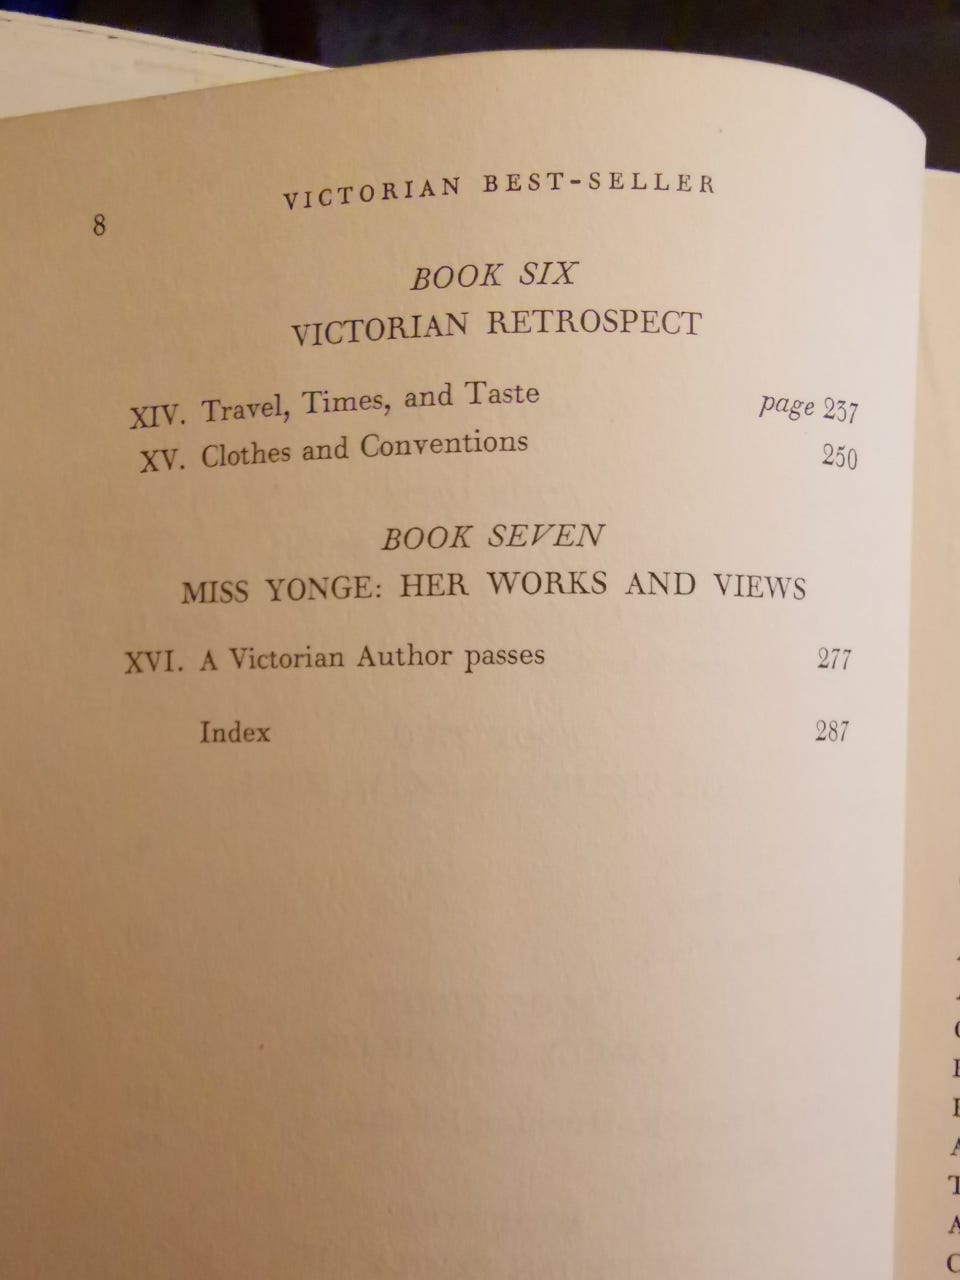 8 VICTORIAN BEST-SELLER
BOOK SIX
VICTORIAN RETROSPECT
XIV. Travel, Times, and Taste page 237
XV. Clothes and Conventions 250
BOOK SEVEN
MISS YONGE: HER WORKS AND VIEWS
XVI. A Victorian Author passes 277
Index 287